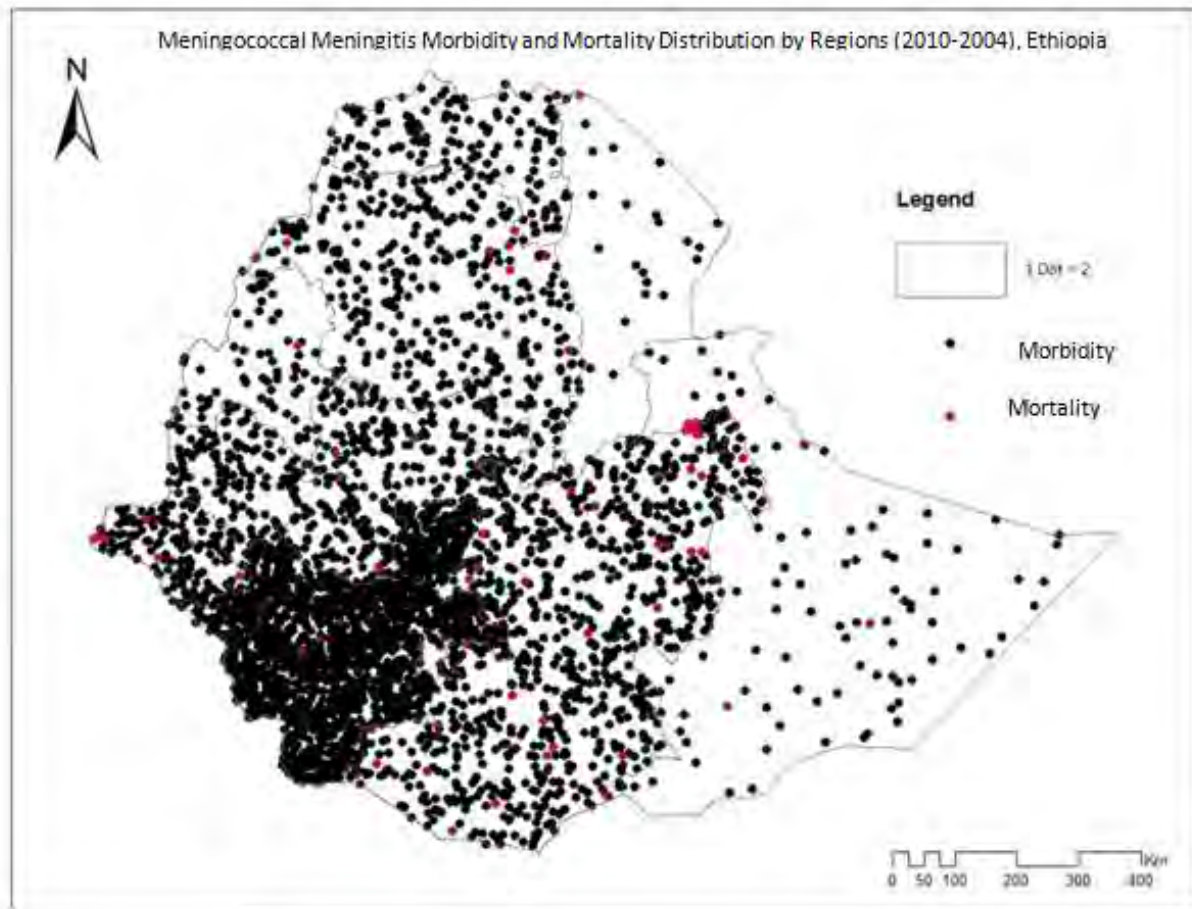 Meningococcal Meningitis Morbidity and Mortality Distribution by Regions (2010-2004), Ethiopia
N
Legend
1 Dot = 2
Morbidity
Mortality
Km
0 50 100 200 300 400